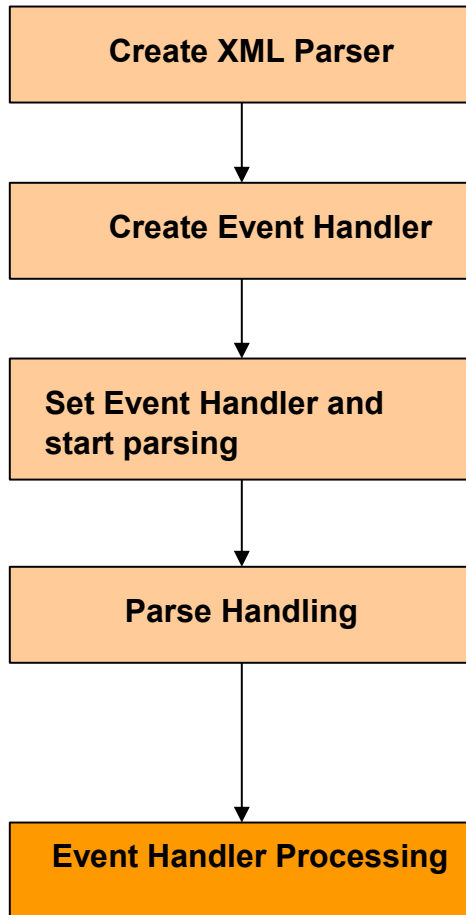 Create XML Parser
Create Event Handler
Set Event Handler and
start parsing
Parse Handling
Event Handler Processing